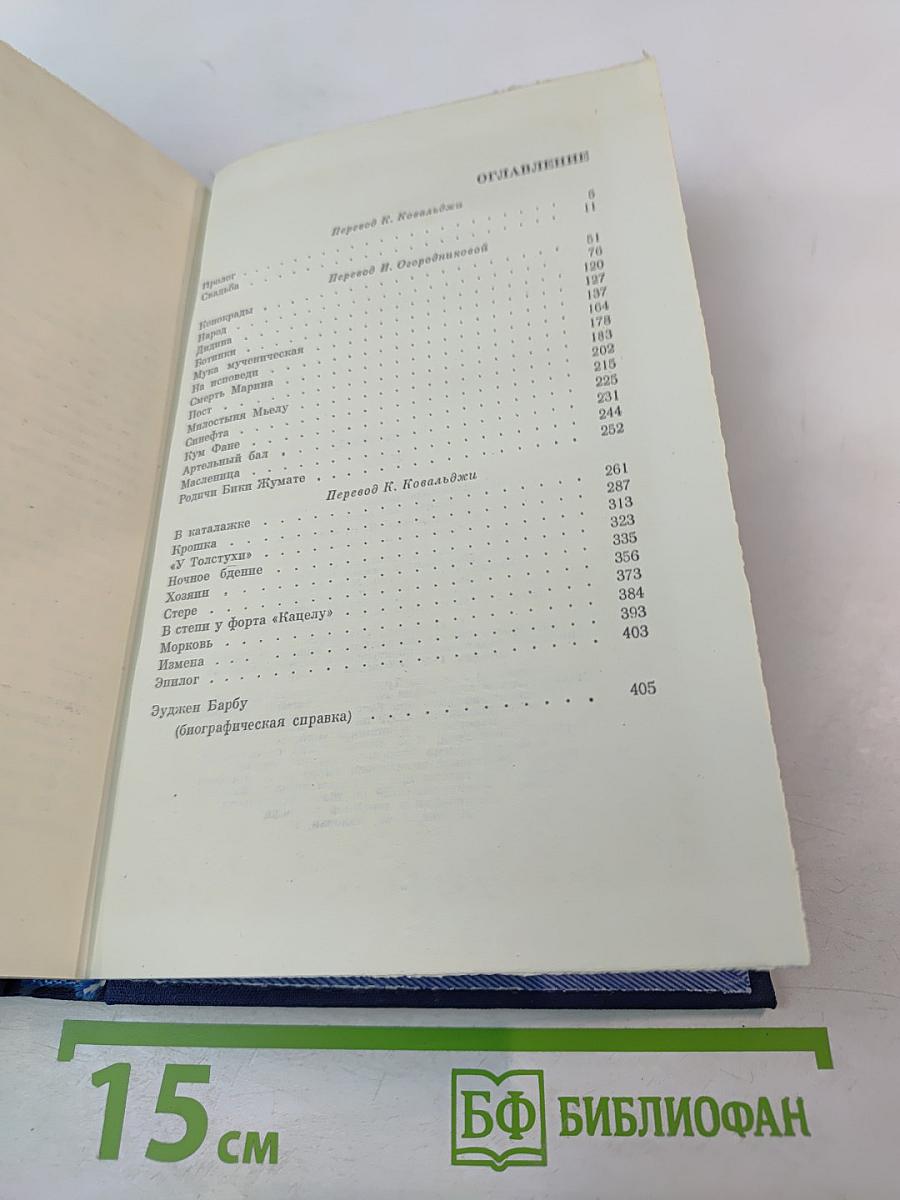 ОГЛАВЛЕНИЕ
Перевод К. Ковальджи
Пролог . . . . . . . . . . . . 5
Свадьба . . . . . . . . . . . . 11
Перевод И. Огородниковой
Конокрады . . . . . . . . . . . . 51
Народ . . . . . . . . . . . . 76
Дидина . . . . . . . . . . . . 120
Ботинки . . . . . . . . . . . . 127
Мука мученическая . . . . . . . . . . . . 137
На исповеди . . . . . . . . . . . . 164
Смерть Марина . . . . . . . . . . . . 178
Пост . . . . . . . . . . . . 183
Милостыня Мьелу . . . . . . . . . . . . 202
Синефта . . . . . . . . . . . . 215
Кум Фане . . . . . . . . . . . . 225
Артельный бал . . . . . . . . . . . . 231
Масленица . . . . . . . . . . . . 244
Родичи Бики Жумате . . . . . . . . . . . . 252
Перевод К. Ковальджи
В каталажке . . . . . . . . . . . . 261
Крошка . . . . . . . . . . . . 287
«У Толстухи» . . . . . . . . . . . . 313
Ночное бдение . . . . . . . . . . . . 323
Хозяин . . . . . . . . . . . . 335
Стере . . . . . . . . . . . . 356
В степи у форта «Кацелу» . . . . . . . . . . . . 373
Морковь . . . . . . . . . . . . 384
Измена . . . . . . . . . . . . 393
Эпилог . . . . . . . . . . . . 403
Эуджен Барбу
(биографическая справка) . . . . . . . . . . . . 405
15 см
БФ БИБЛИОФАН